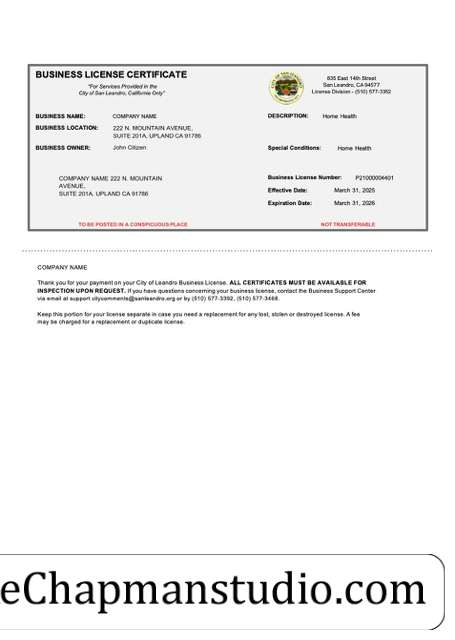 BUSINESS LICENSE CERTIFICATE
"For Services Provided in the
City of San Leandro, California Only"
835 East 14th Street
San Leandro, CA 94577
License Division - (510) 577-3392
BUSINESS NAME: COMPANY NAME
DESCRIPTION: Home Health
BUSINESS LOCATION: 222 N. MOUNTAIN AVENUE,
SUITE 201A, UPLAND CA 91786
BUSINESS OWNER: John Citizen
Special Conditions: Home Health
COMPANY NAME 222 N. MOUNTAIN
AVENUE,
SUITE 201A, UPLAND CA 91786
Business License Number: P21000004401
Effective Date: March 31, 2025
Expiration Date: March 31, 2026
TO BE POSTED IN A CONSPICUOUS PLACE
NOT TRANSFERABLE
COMPANY NAME
Thank you for your payment on your City of Leandro Business License. ALL CERTIFICATES MUST BE AVAILABLE FOR
INSPECTION UPON REQUEST. If you have questions concerning your business license, contact the Business Support Center
via email at support citycomments@sanleandro.org or by (510) 577-3392, (510) 577-3468.
Keep this portion for your license separate in case you need a replacement for any lost, stolen or destroyed license. A fee
may be charged for a replacement or duplicate license.
eChapmanstudio.com